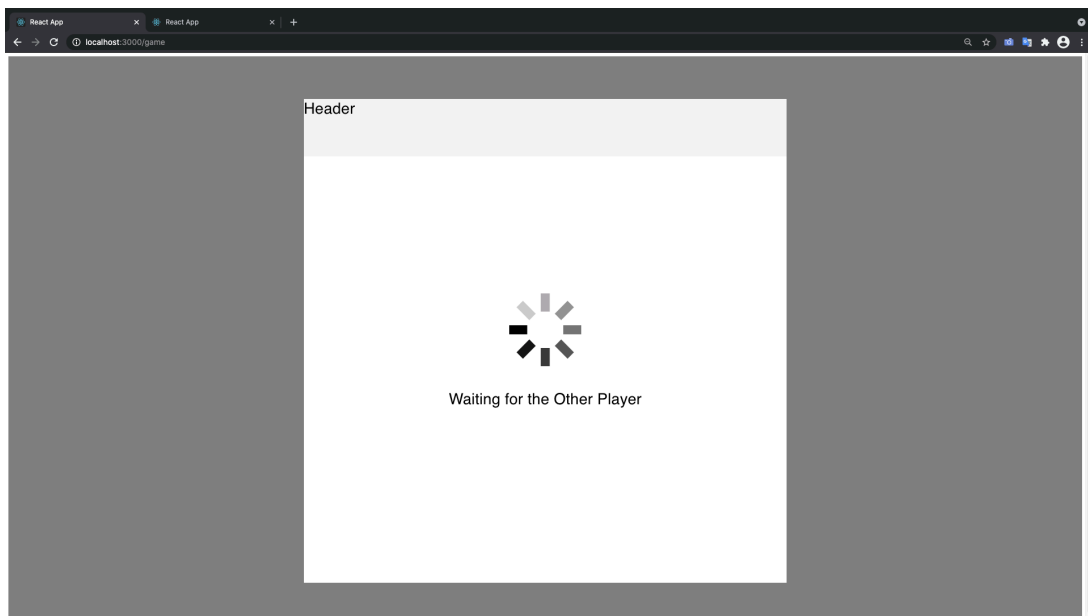 React App
React App
localhost:3000/game
Header
Waiting for the Other Player